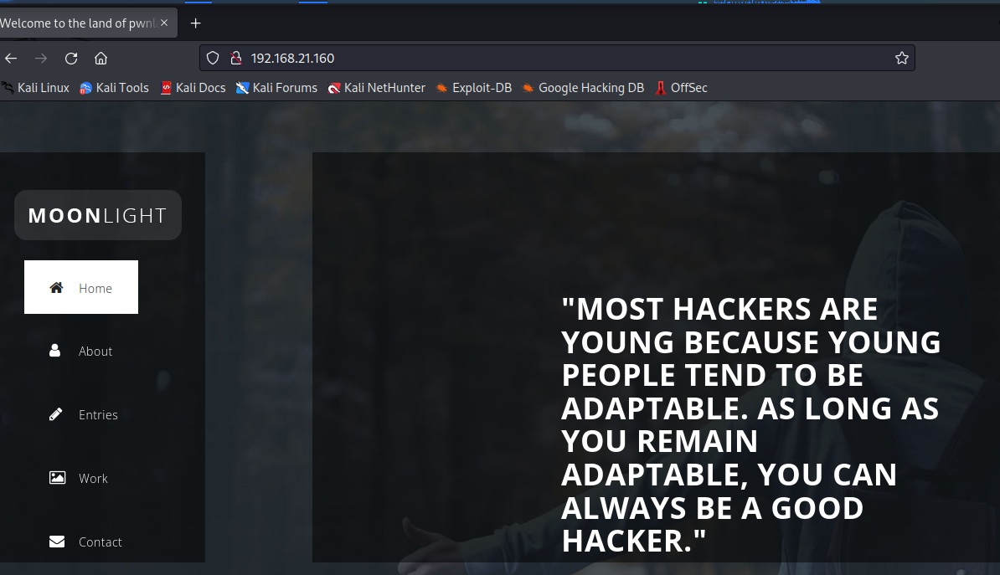 Welcome to the land of pwnl
192.168.21.160
Kali Linux Kali Tools Kali Docs Kali Forums Kali NetHunter Exploit-DB Google Hacking DB OffSec
MOONLIGHT
Home
About
Entries
Work
Contact
"MOST HACKERS ARE
YOUNG BECAUSE YOUNG
PEOPLE TEND TO BE
ADAPTABLE. AS LONG AS
YOU REMAIN
ADAPTABLE, YOU CAN
ALWAYS BE A GOOD
HACKER."